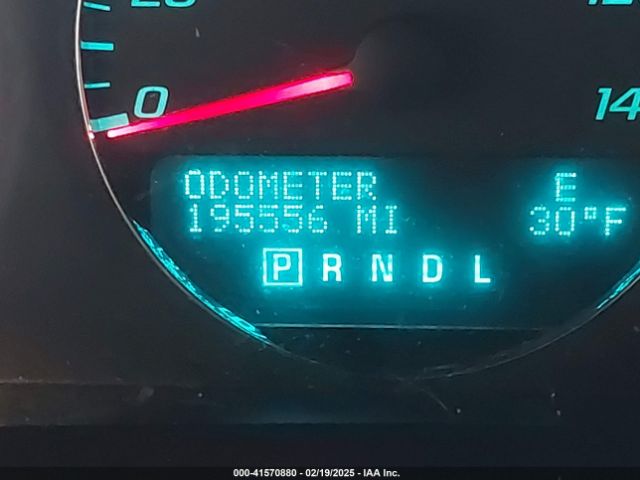 0
14
ODOMETER E
195556 MI 30°F
P R N D L
000-41570880 - 02/19/2025 - IAA Inc.